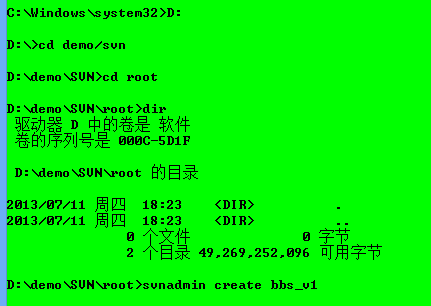 C:\Windows\system32>D:
D:\>cd demo/svn
D:\demo\SVN>cd root
D:\demo\SVN\root>dir
驱动器 D 中的卷是 软件
卷的序列号是 000C-5D1F
D:\demo\SVN\root 的目录
2013/07/11 周四 18:23 <DIR> .
2013/07/11 周四 18:23 <DIR> ..
0 个文件 0 字节
2 个目录 49,269,252,096 可用字节
D:\demo\SVN\root>svnadmin create bbs_v1